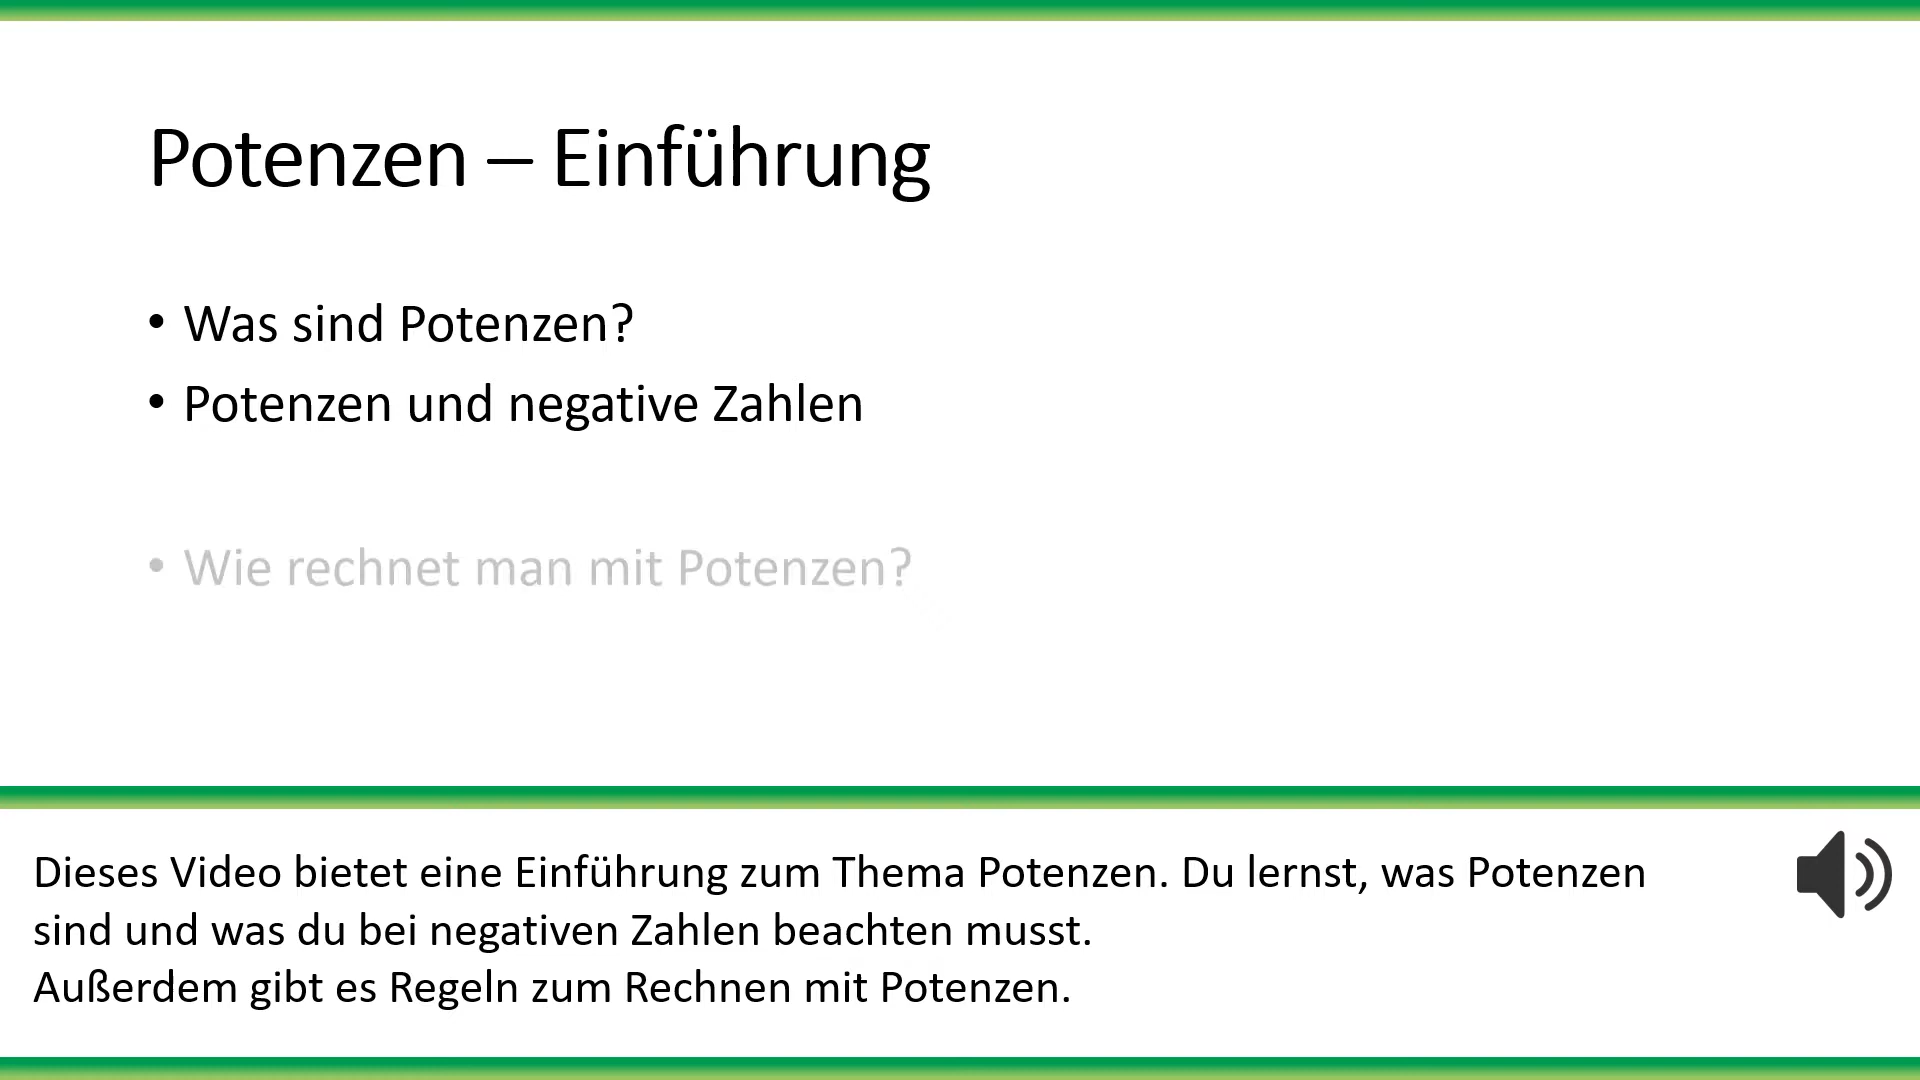 Potenzen – Einführung
• Was sind Potenzen?
• Potenzen und negative Zahlen
• Wie rechnet man mit Potenzen?
Dieses Video bietet eine Einführung zum Thema Potenzen. Du lernst, was Potenzen
sind und was du bei negativen Zahlen beachten musst.
Außerdem gibt es Regeln zum Rechnen mit Potenzen.